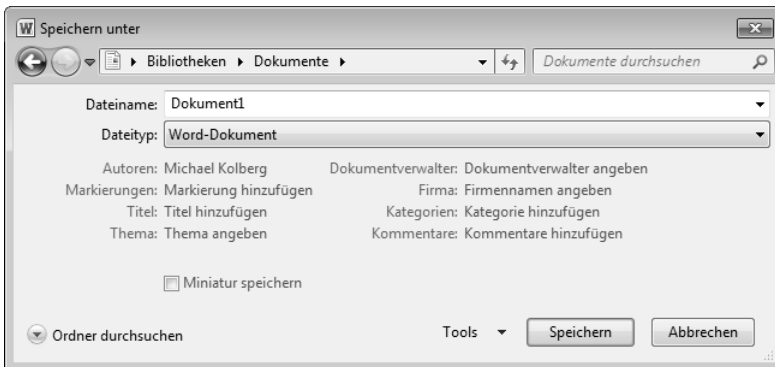 W Speichern unter
Bibliotheken Dokumente Dokumente durchsuchen
Dateiname: Dokument1
Dateityp: Word-Dokument
Autoren: Michael Kolberg Dokumentverwalter: Dokumentverwalter angeben
Markierungen: Markierung hinzufügen Firma: Firmennamen angeben
Titel: Titel hinzufügen Kategorien: Kategorie hinzufügen
Thema: Thema angeben Kommentare: Kommentare hinzufügen
Miniatur speichern
Ordner durchsuchen Tools Speichern Abbrechen